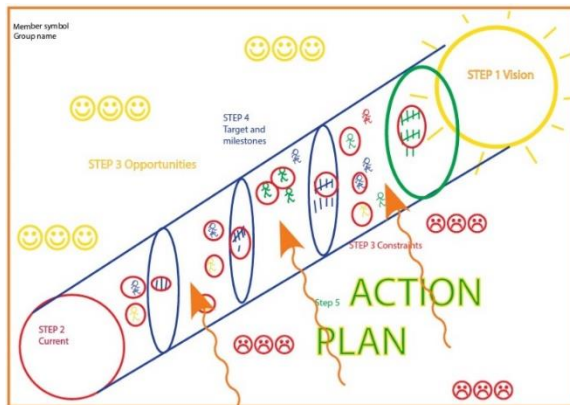 Member symbol
Group name
STEP 1 Vision
STEP 4
Target and
milestones
STEP 3 Opportunities
STEP 3 Constraints
Step 5 ACTION
PLAN
STEP 2
Current